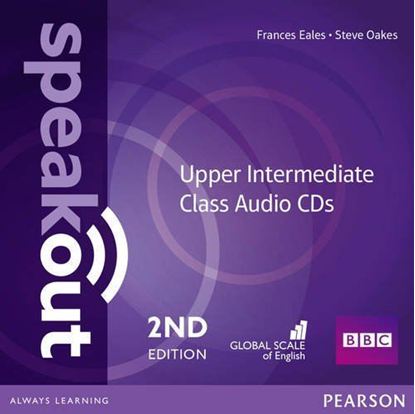 Frances Eales • Steve Oakes
speakout
Upper Intermediate
Class Audio CDs
2ND
EDITION
GLOBAL SCALE
of English
BBC
ALWAYS LEARNING
PEARSON